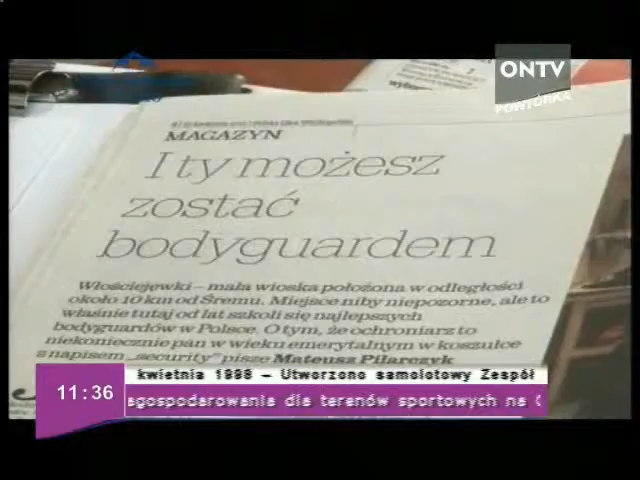 ONTV
POWTÓRKA
MAGAZYN
I ty możesz
zostać
bodyguardem
Włościejewki – mała wioska położona w odległości
około 10 km od Śremu. Miejsce niby niepozorne, ale to
właśnie tutaj od lat szkoli się najlepszych
bodyguardów w Polsce. O tym, że ochroniarz to
niekoniecznie pan w wieku emerytalnym w koszulce
z napisem „security” pisze Mateusz Pilarczyk
kwietnia 1998 – Utworzono samolotowy Zespół
11:36
agospodarowania dla terenów sportowych na